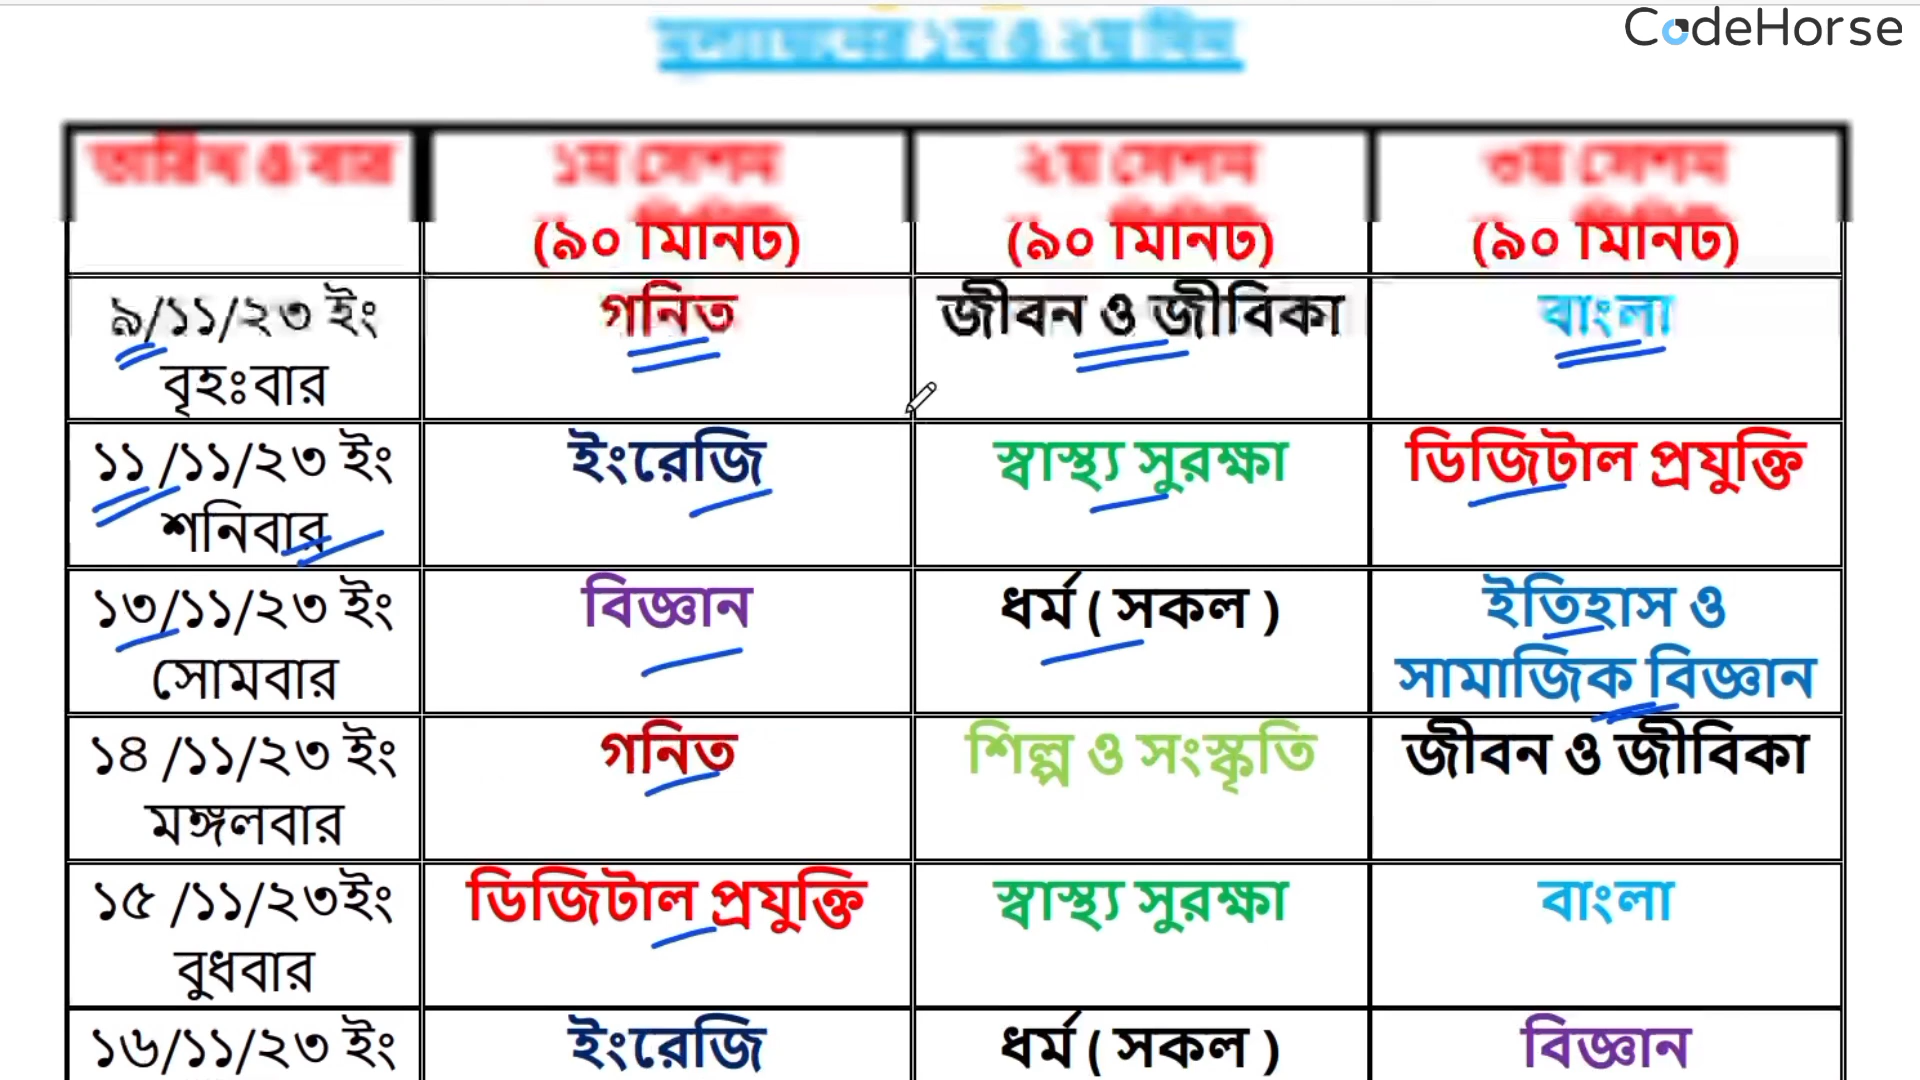 CodeHorse
(৯০ মিনিট) (৯০ মিনিট) (৯০ মিনিট)
৯/১১/২৩ ইং গনিত জীবন ও জীবিকা বাংলা
বৃহঃবার
১১ /১১/২৩ ইং ইংরেজি স্বাস্থ্য সুরক্ষা ডিজিটাল প্রযুক্তি
শনিবার
১৩/১১/২৩ ইং বিজ্ঞান ধর্ম ( সকল ) ইতিহাস ও
সোমবার সামাজিক বিজ্ঞান
১৪ /১১/২৩ ইং গনিত শিল্প ও সংস্কৃতি জীবন ও জীবিকা
মঙ্গলবার
১৫ /১১/২৩ইং ডিজিটাল প্রযুক্তি স্বাস্থ্য সুরক্ষা বাংলা
বুধবার
১৬/১১/২৩ ইং ইংরেজি ধর্ম ( সকল ) বিজ্ঞান